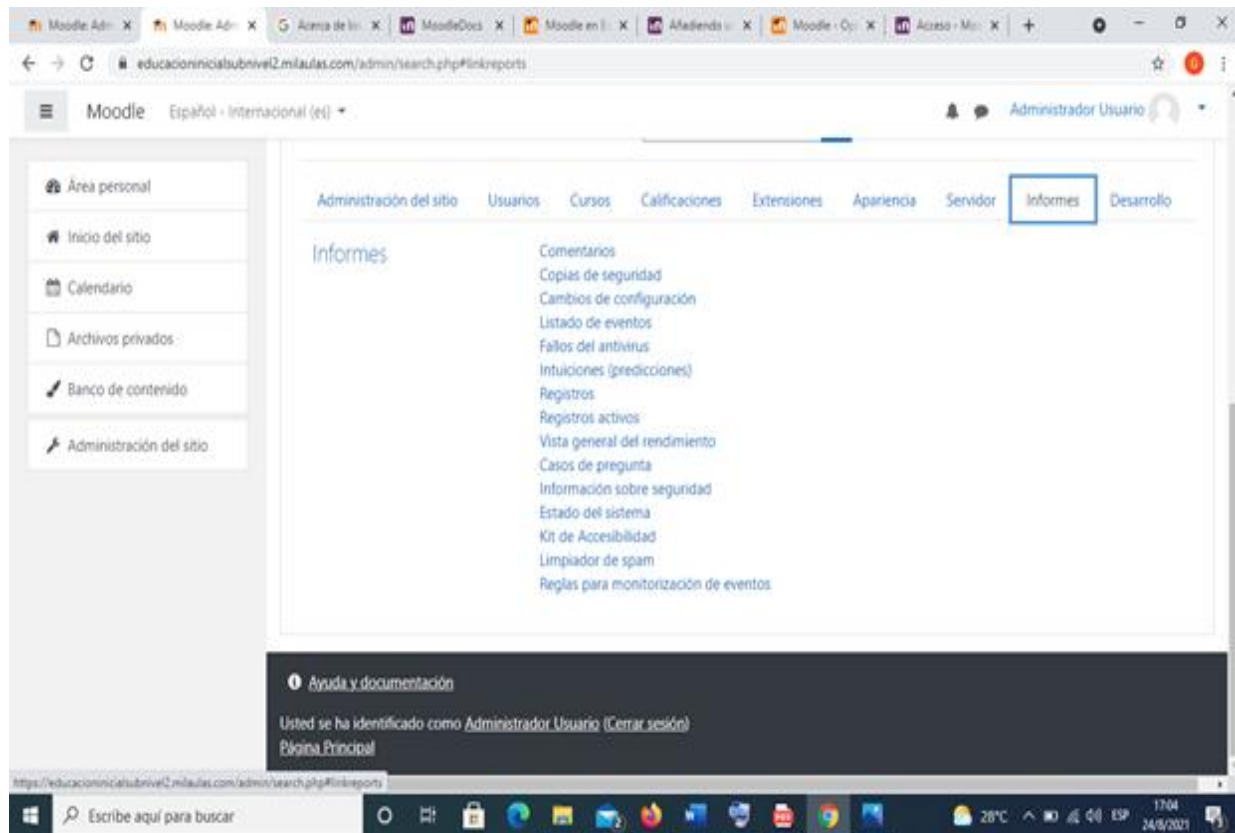 Moodle: Adm
Moodle: Adm
Acerca de lo
MoodleDocs
Moodle en
Añadiendo
Moodle -
Acceso - Mo
educacioninicialsubnivel2.milaulas.com/admin/search.php#linkreports
G
Moodle
Español - Internacional (es)
Administrador Usuario
Área personal
Inicio del sitio
Calendario
Archivos privados
Banco de contenido
Administración del sitio
Administración del sitio Usuarios Cursos Calificaciones Extensiones Apariencia Servidor Informes Desarrollo
Informes
Comentarios
Copias de seguridad
Cambios de configuración
Listado de eventos
Fallos del antivirus
Intuiciones (predicciones)
Registros
Registros activos
Vista general del rendimiento
Casos de pregunta
Información sobre seguridad
Estado del sistema
Kit de Accesibilidad
Limpiador de spam
Reglas para monitorización de eventos
Ayuda y documentación
Usted se ha identificado como Administrador Usuario (Cerrar sesión)
Página Principal
https://educacioninicialsubnivel2.milaulas.com/admin/search.php#linkreports
Escribe aquí para buscar
28°C
ESP
17:04
24/8/2021